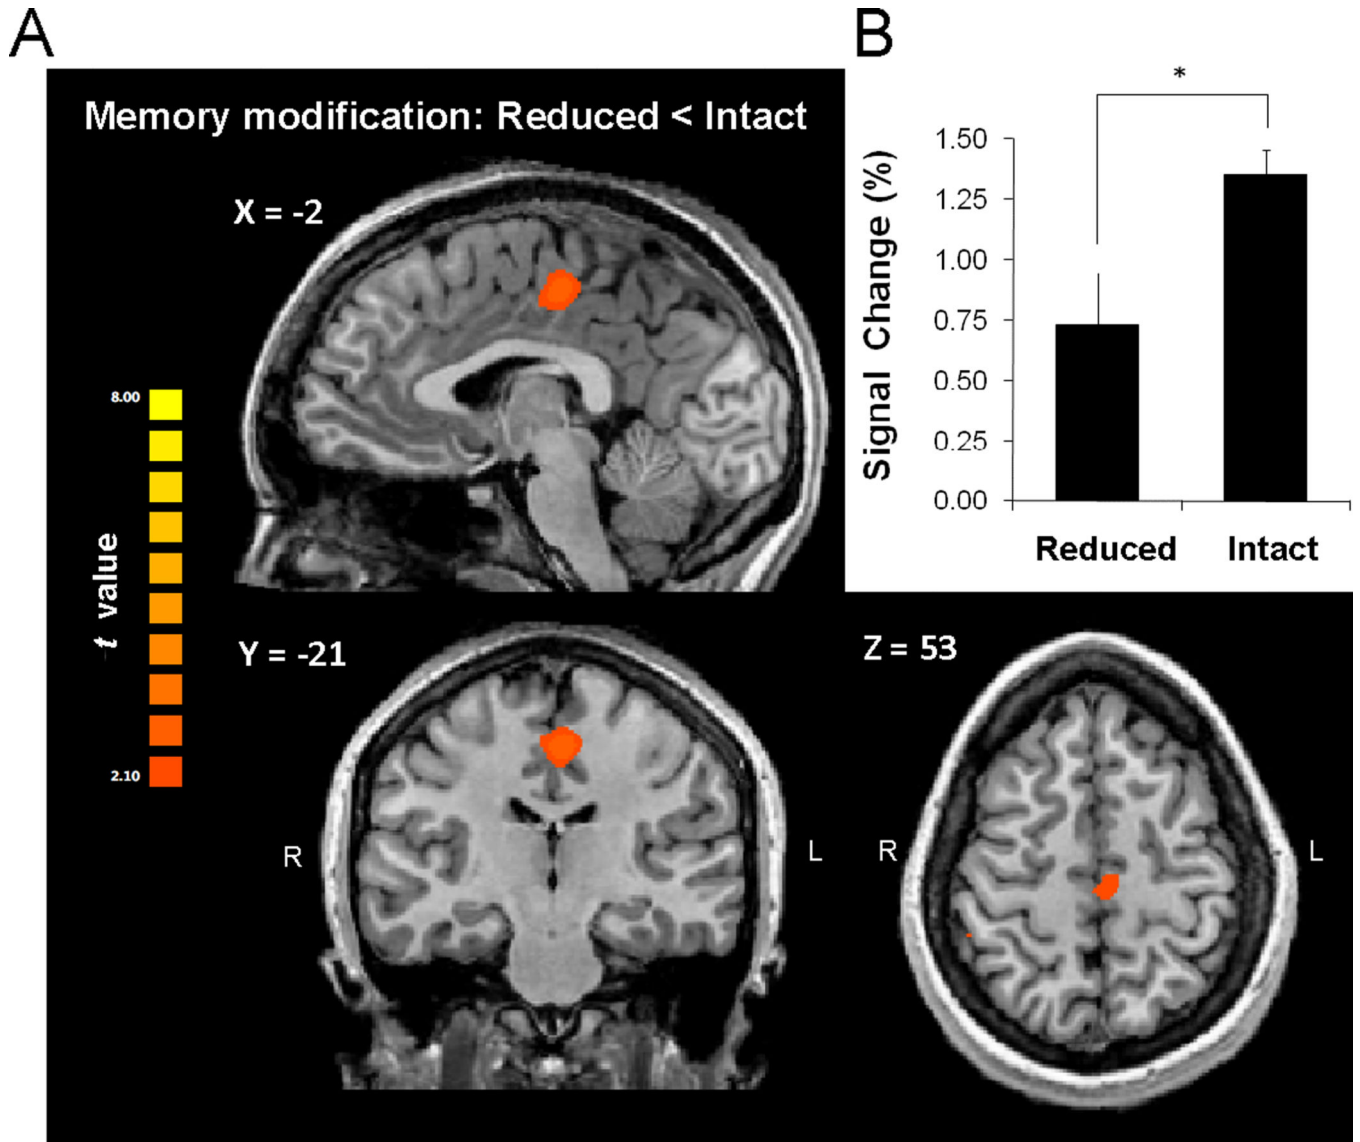 A
B
Memory modification: Reduced < Intact
X = -2
8.00
t value
2.10
*
Signal Change (%)
1.50
1.25
1.00
0.75
0.50
0.25
0.00
Reduced
Intact
Y = -21
R
L
Z = 53
R
L